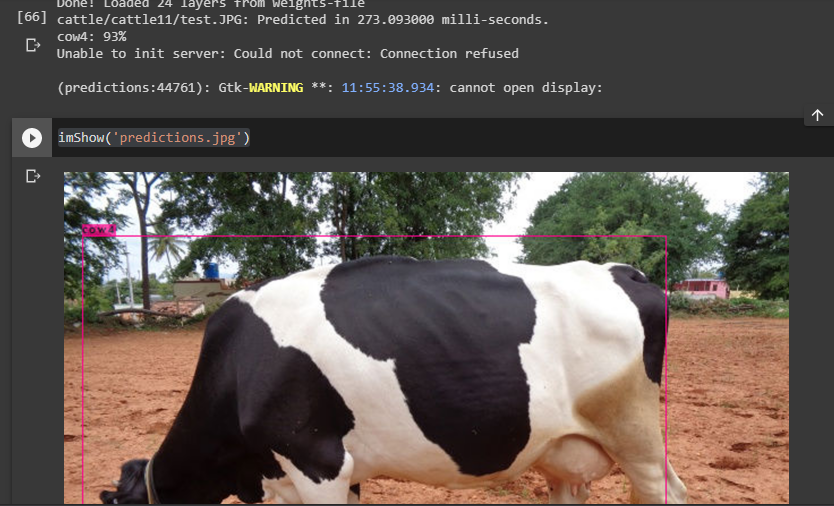 Done! Loaded 24 layers from weights-file
[66] cattle/cattle11/test.JPG: Predicted in 273.093000 milli-seconds.
cow4: 93%
Unable to init server: Could not connect: Connection refused
(predictions:44761): Gtk-WARNING **: 11:55:38.934: cannot open display:
imShow('predictions.jpg')
cow4